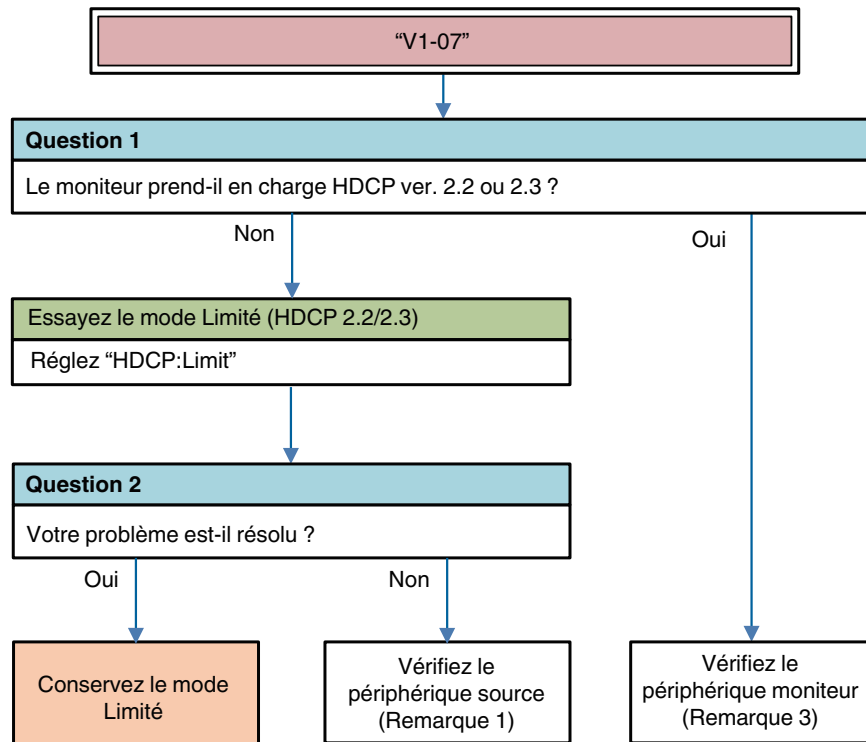 “V1-07”
Question 1
Le moniteur prend-il en charge HDCP ver. 2.2 ou 2.3 ?
Non
Oui
Essayez le mode Limité (HDCP 2.2/2.3)
Réglez “HDCP:Limit”
Question 2
Votre problème est-il résolu ?
Oui
Non
Conservez le mode
Limité
Vérifiez le
périphérique source
(Remarque 1)
Vérifiez le
périphérique moniteur
(Remarque 3)